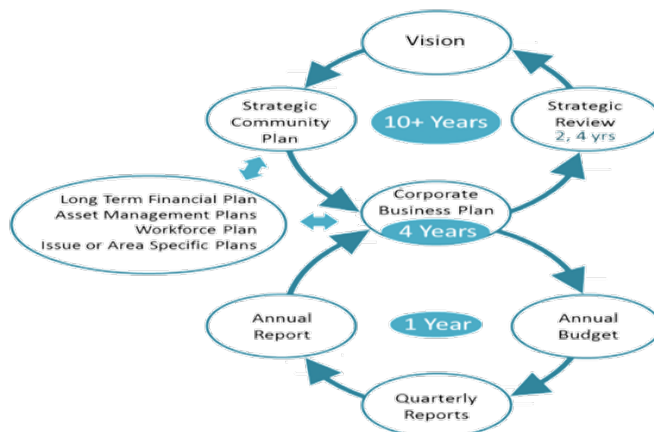 Vision
Strategic
Community
Plan
10+ Years
Strategic
Review
2, 4 yrs
Long Term Financial Plan
Asset Management Plans
Workforce Plan
Issue or Area Specific Plans
Corporate
Business Plan
4 Years
Annual
Report
1 Year
Annual
Budget
Quarterly
Reports